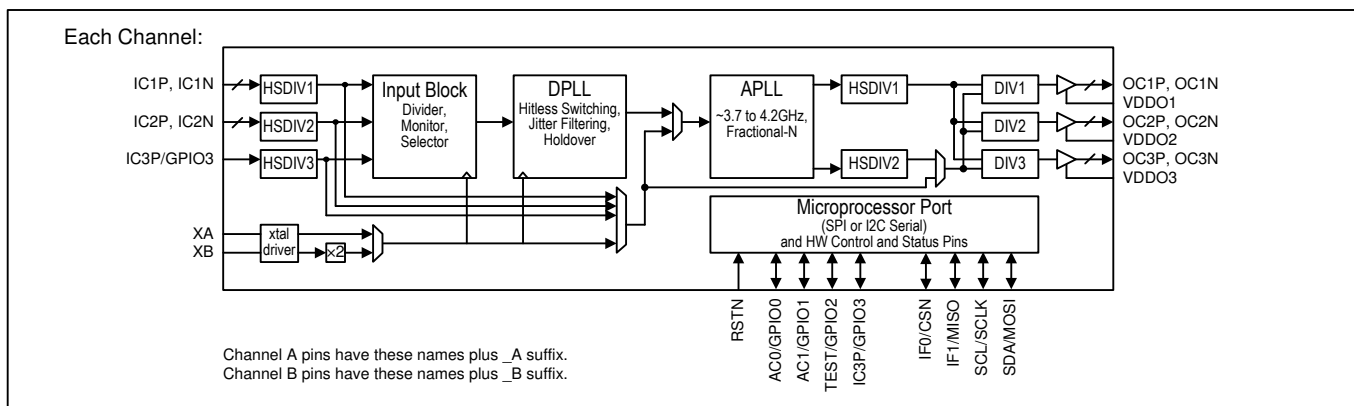 Each Channel:
IC1P, IC1N
IC2P, IC2N
IC3P/GPIO3
XA
XB
HSDIV1
HSDIV2
HSDIV3
xtal
driver
×2
Input Block
Divider,
Monitor,
Selector
DPLL
Hitless Switching,
Jitter Filtering,
Holdover
APLL
~3.7 to 4.2GHz,
Fractional-N
HSDIV1
HSDIV2
DIV1
DIV2
DIV3
OC1P, OC1N
VDDO1
OC2P, OC2N
VDDO2
OC3P, OC3N
VDDO3
Microprocessor Port
(SPI or I2C Serial)
and HW Control and Status Pins
RSTN
AC0/GPIO0
AC1/GPIO1
TEST/GPIO2
IC3P/GPIO3
IF0/CSN
IF1/MISO
SCL/SCLK
SDA/MOSI
Channel A pins have these names plus _A suffix.
Channel B pins have these names plus _B suffix.